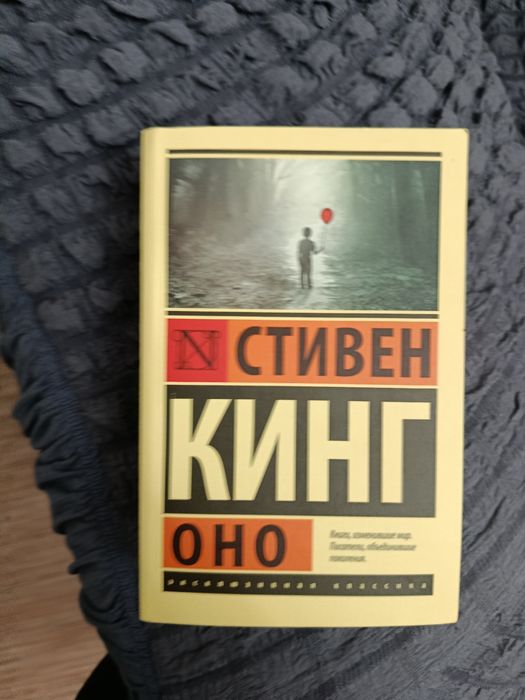 СТИВЕН
КИНГ
ОНО
Книги, изменившие мир.
Писатели, объединившие
поколения.
эксклюзивная классика